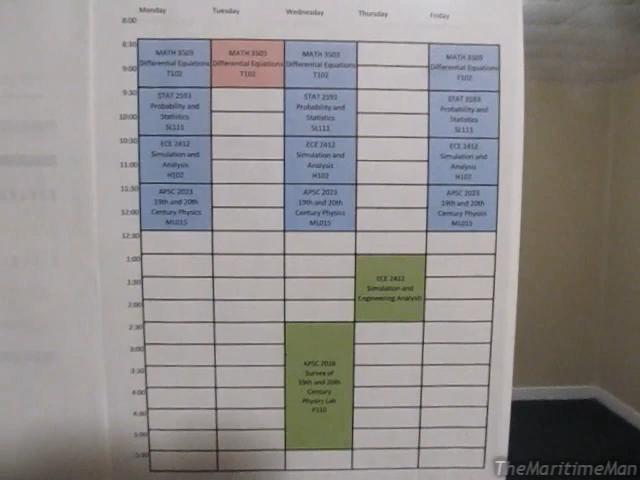 Monday Tuesday Wednesday Thursday Friday
8:00
8:30
MATH 3503 MATH 3503 MATH 3503 MATH 3503
Differential Equations Differential Equations Differential Equations Differential Equations
9:00
T102 T102 T102 T102
9:30
STAT 2593 STAT 2593 STAT 2593
Probability and Probability and Probability and
10:00
Statistics Statistics Statistics
SL111 SL111 SL111
10:30
ECE 2412 ECE 2412 ECE 2412
Simulation and Simulation and Simulation and
11:00
Analysis Analysis Analysis
H102 H102 H102
11:30
APSC 2023 APSC 2023 APSC 2023
19th and 20th 19th and 20th 19th and 20th
12:00
Century Physics Century Physics Century Physics
ML015 ML015 ML015
12:30
1:00
ECE 2412
1:30
Simulation and
Engineering Analysis
2:00
2:30
3:00
APSC
3:30
Survey of
19th and 20th
4:00
Century
Physics Lab
P310
4:30
5:00
5:30
TheMaritimeMan